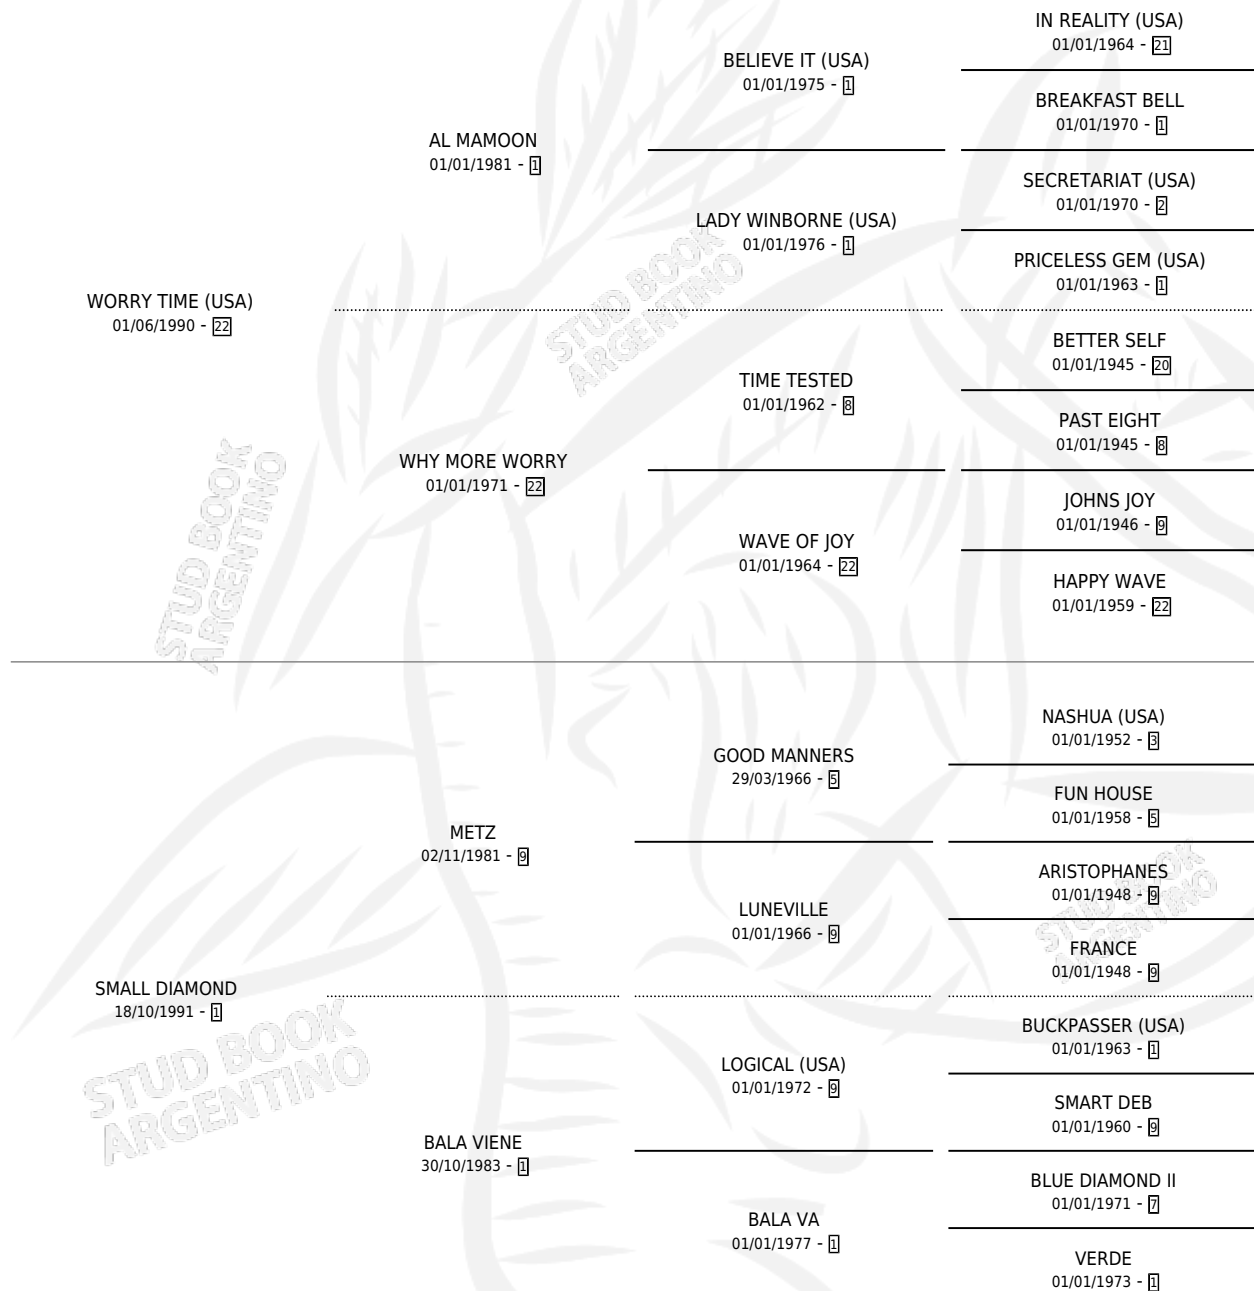 IN REALITY (USA)
01/01/1964 - 21
BELIEVE IT (USA)
01/01/1975 - 1
BREAKFAST BELL
01/01/1970 - 1
AL MAMOON
01/01/1981 - 1
SECRETARIAT (USA)
01/01/1970 - 2
LADY WINBORNE (USA)
01/01/1976 - 1
PRICELESS GEM (USA)
01/01/1963 - 1
WORRY TIME (USA)
01/06/1990 - 22
STUD BOOK
ARGENTINO
BETTER SELF
01/01/1945 - 20
TIME TESTED
01/01/1962 - 8
PAST EIGHT
01/01/1945 - 8
WHY MORE WORRY
01/01/1971 - 22
STUD BOOK
ARGENTINO
JOHNS JOY
01/01/1946 - 9
WAVE OF JOY
01/01/1964 - 22
HAPPY WAVE
01/01/1959 - 22
NASHUA (USA)
01/01/1952 - 3
GOOD MANNERS
29/03/1966 - 5
FUN HOUSE
01/01/1958 - 5
METZ
02/11/1981 - 9
ARISTOPHANES
01/01/1948 - 9
STUD BOOK
ARGENTINO
LUNEVILLE
01/01/1966 - 9
FRANCE
01/01/1948 - 9
SMALL DIAMOND
18/10/1991 - 1
STUD BOOK
ARGENTINO
BUCKPASSER (USA)
01/01/1963 - 1
LOGICAL (USA)
01/01/1972 - 9
SMART DEB
01/01/1960 - 9
BALA VIENE
30/10/1983 - 1
BLUE DIAMOND II
01/01/1971 - 7
BALA VA
01/01/1977 - 1
VERDE
01/01/1973 - 1